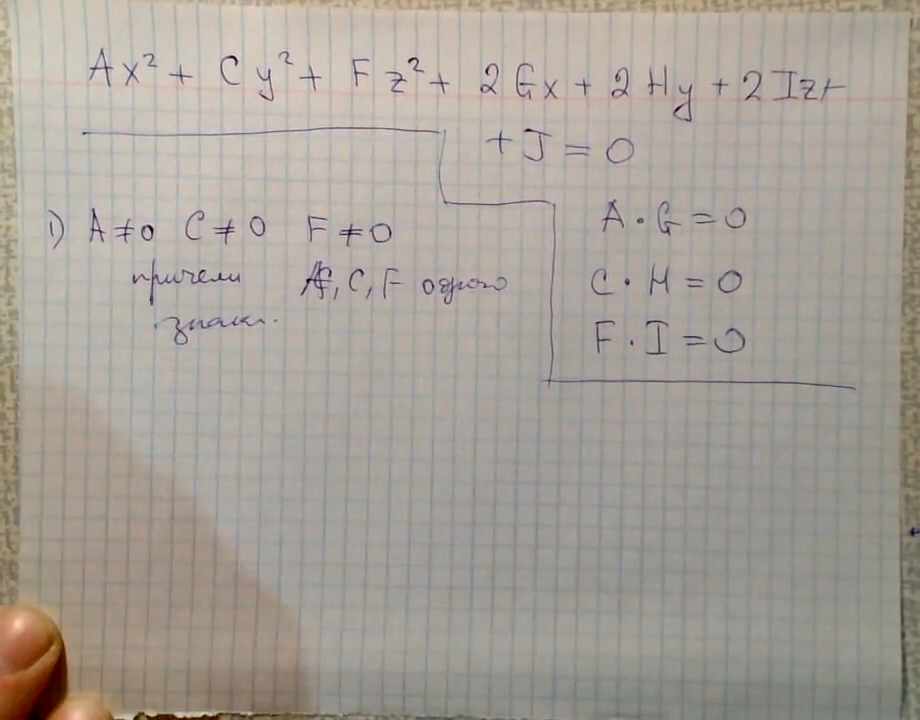 Ax² + Cy² + Fz² + 2Gx + 2Hy + 2Iz +
+ J = 0
1) A ≠ 0 C ≠ 0 F ≠ 0
причем A, C, F одного
знака.
A · G = 0
C · H = 0
F · I = 0